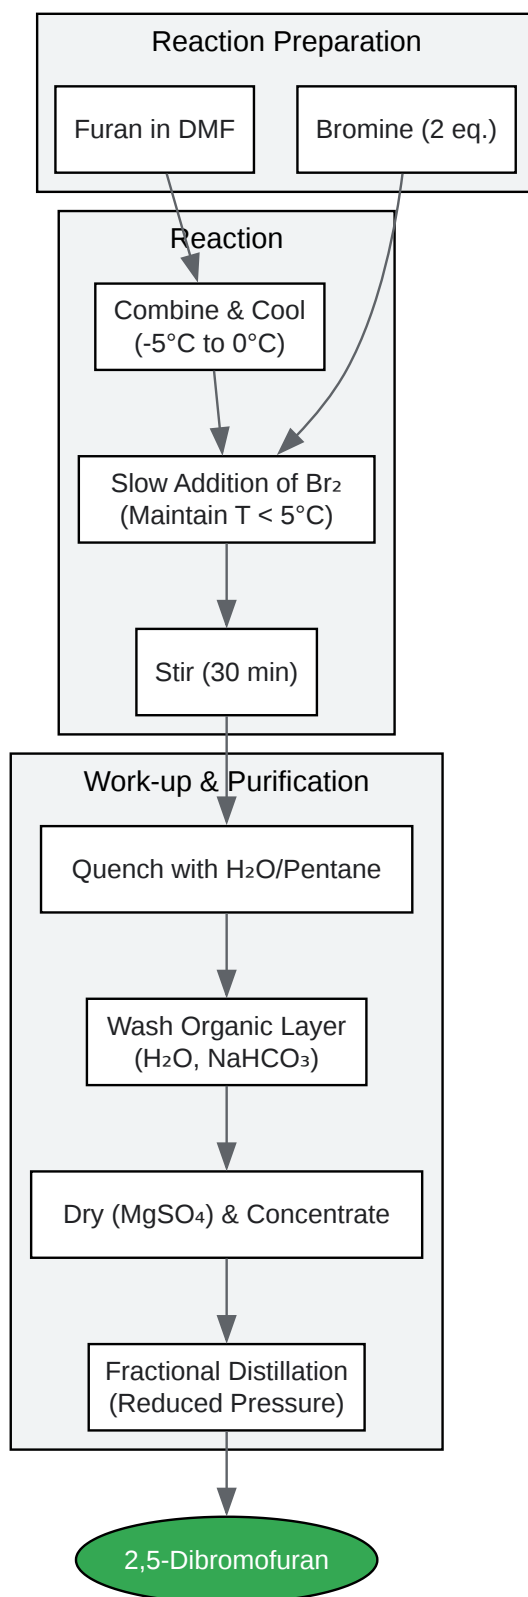 Reaction Preparation
Furan in DMF
Bromine (2 eq.)
Reaction
Combine & Cool
(-5°C to 0°C)
Slow Addition of Br₂
(Maintain T < 5°C)
Stir (30 min)
Work-up & Purification
Quench with H₂O/Pentane
Wash Organic Layer
(H₂O, NaHCO₃)
Dry (MgSO₄) & Concentrate
Fractional Distillation
(Reduced Pressure)
2,5-Dibromofuran